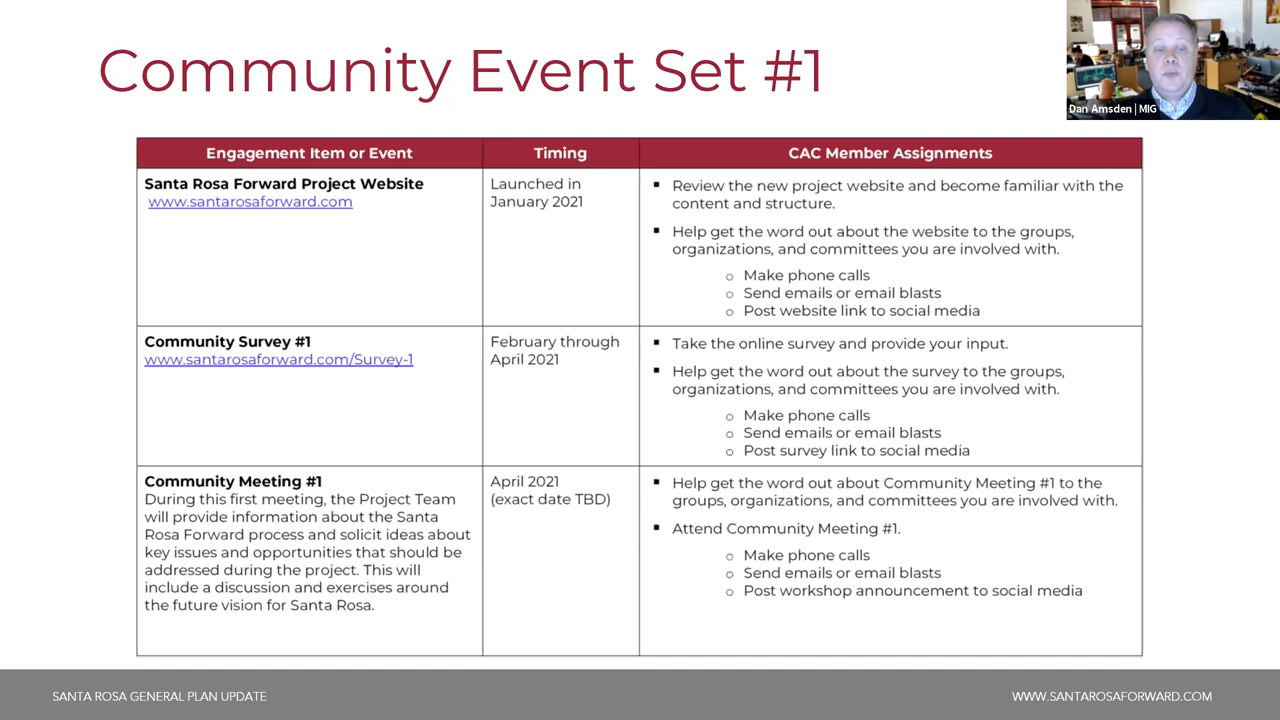 Community Event Set #1
Dan Amsden | MIG
Engagement Item or Event
Timing
CAC Member Assignments
Santa Rosa Forward Project Website
www.santarosaforward.com
Launched in
January 2021
▪ Review the new project website and become familiar with the
content and structure.
▪ Help get the word out about the website to the groups,
organizations, and committees you are involved with.
o Make phone calls
o Send emails or email blasts
o Post website link to social media
Community Survey #1
www.santarosaforward.com/Survey-1
February through
April 2021
▪ Take the online survey and provide your input.
▪ Help get the word out about the survey to the groups,
organizations, and committees you are involved with.
o Make phone calls
o Send emails or email blasts
o Post survey link to social media
Community Meeting #1
During this first meeting, the Project Team
will provide information about the Santa
Rosa Forward process and solicit ideas about
key issues and opportunities that should be
addressed during the project. This will
include a discussion and exercises around
the future vision for Santa Rosa.
April 2021
(exact date TBD)
▪ Help get the word out about Community Meeting #1 to the
groups, organizations, and committees you are involved with.
▪ Attend Community Meeting #1.
o Make phone calls
o Send emails or email blasts
o Post workshop announcement to social media
SANTA ROSA GENERAL PLAN UPDATE
WWW.SANTAROSAFORWARD.COM